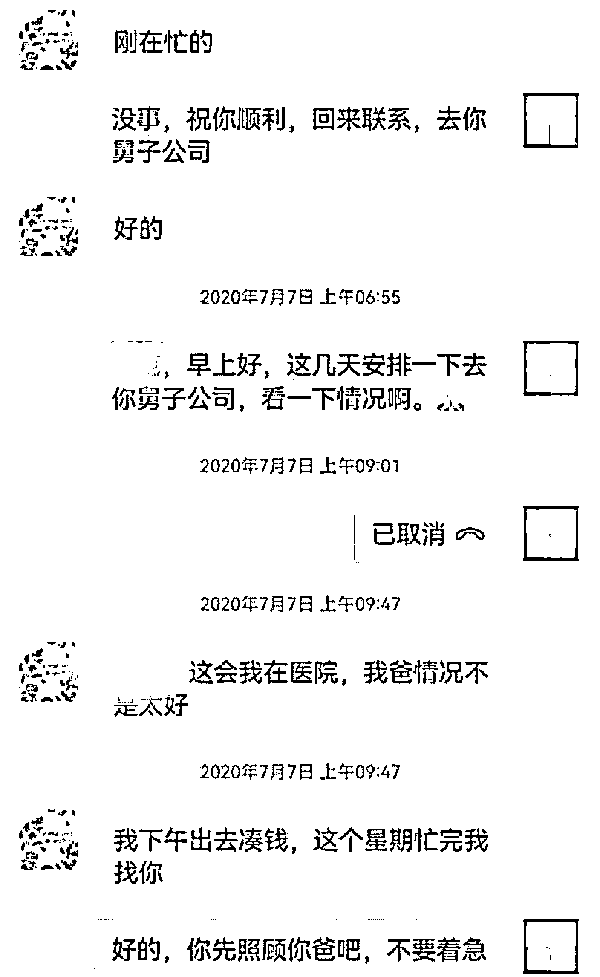 刚在忙的
没事，祝你顺利，回来联系，去你
舅子公司
好的
2020年7月7日 上午06:55
，早上好，这几天安排一下去
你舅子公司，看一下情况啊。
2020年7月7日 上午09:01
已取消
2020年7月7日 上午09:47
这会我在医院，我爸情况不
是太好
2020年7月7日 上午09:47
我下午出去凑钱，这个星期忙完我
找你
好的，你先照顾你爸吧，不要着急